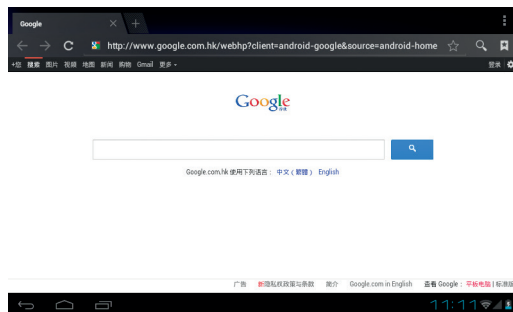 Google
http://www.google.com.hk/webhp?client=android-google&source=android-home
+您 搜索 图片 视频 地图 新闻 购物 Gmail 更多 登录
Google
Google.com.hk 使用下列语言： 中文（繁體） English
广告 新隐私权政策与条款 简介 Google.com in English 查看 Google： 平板电脑 | 标准版
11:11